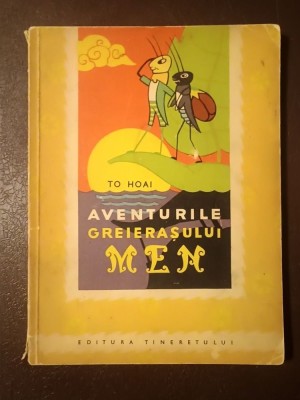 TO HOAI
AVENTURILE
GREIERAȘULUI
MEN
EDITURA TINERETULUI